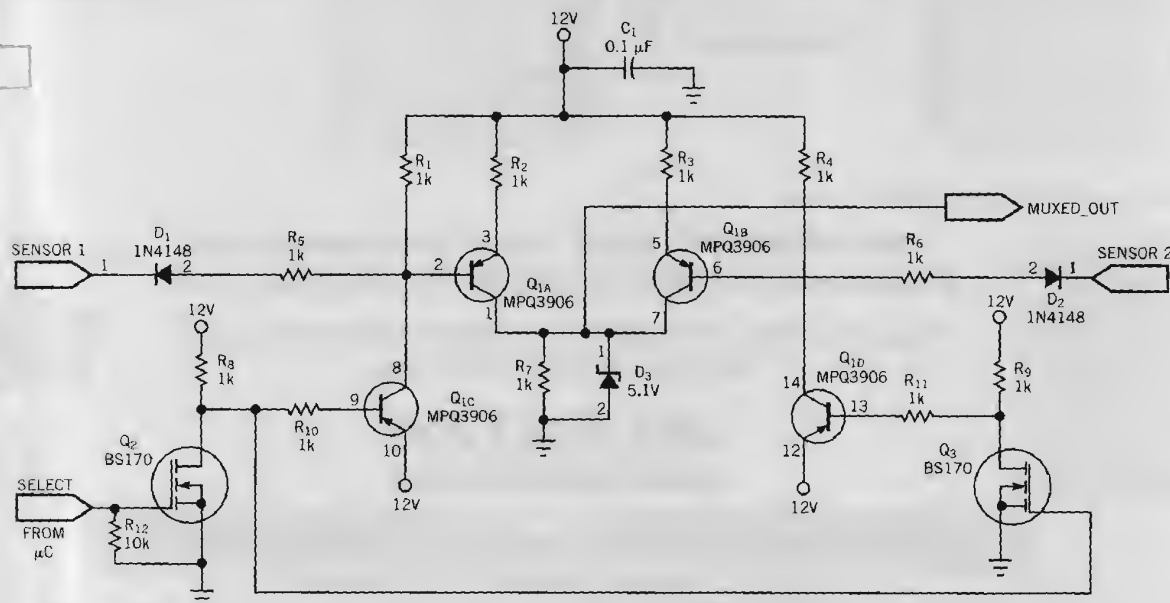 12V
C1
0.1 µF
R1
1k
R2
1k
R3
1k
R4
1k
MUXED_OUT
SENSOR 1
1
D1
1N4148
2
R5
1k
2
3
Q1A
MPQ3906
1
5
Q1B
MPQ3906
6
7
R6
1k
2
D2
1N4148
1
SENSOR 2
12V
R8
1k
9
8
Q1C
MPQ3906
10
12V
R10
1k
R7
1k
1
D3
5.1V
2
14
Q1D
MPQ3906
13
12
12V
R11
1k
12V
R9
1k
Q2
BS170
Q3
BS170
SELECT
FROM
µC
R12
10k